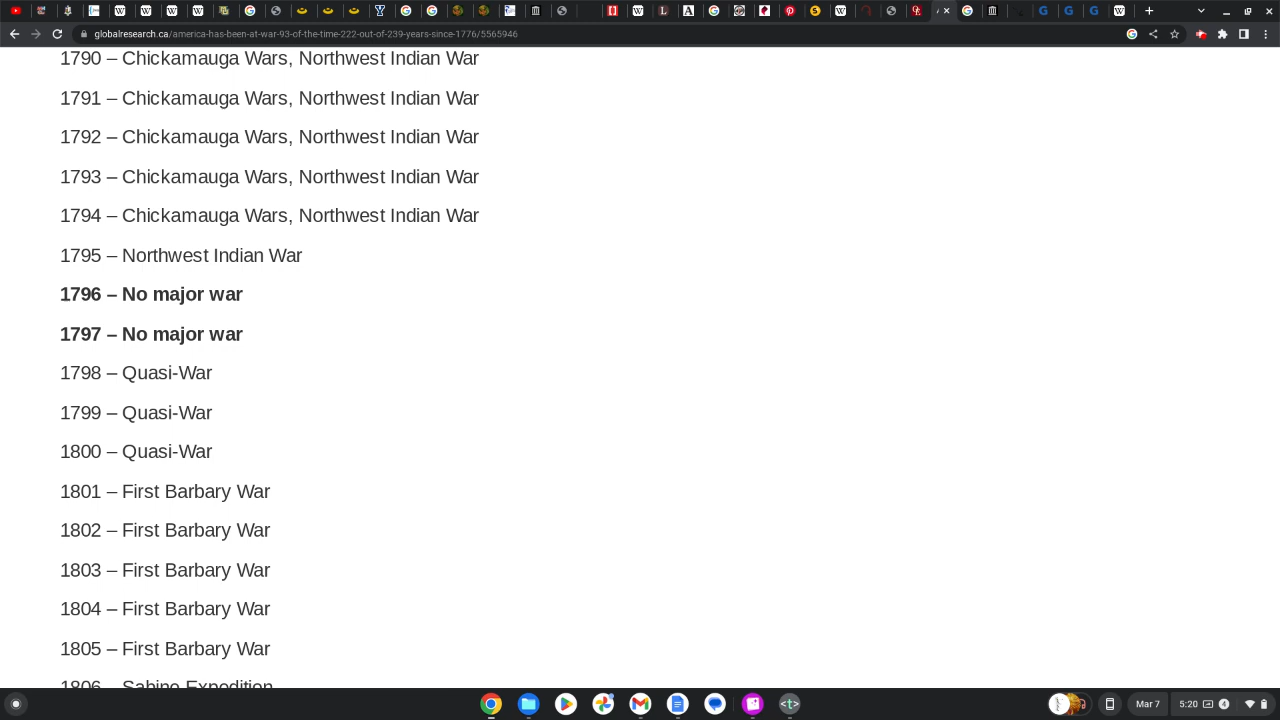 globalresearch.ca/america-has-been-at-war-93-of-the-time-222-out-of-239-years-since-1776/5565946
1790 – Chickamauga Wars, Northwest Indian War
1791 – Chickamauga Wars, Northwest Indian War
1792 – Chickamauga Wars, Northwest Indian War
1793 – Chickamauga Wars, Northwest Indian War
1794 – Chickamauga Wars, Northwest Indian War
1795 – Northwest Indian War
1796 – No major war
1797 – No major war
1798 – Quasi-War
1799 – Quasi-War
1800 – Quasi-War
1801 – First Barbary War
1802 – First Barbary War
1803 – First Barbary War
1804 – First Barbary War
1805 – First Barbary War
1806 – Sabine Expedition
Mar 7 5:20 4